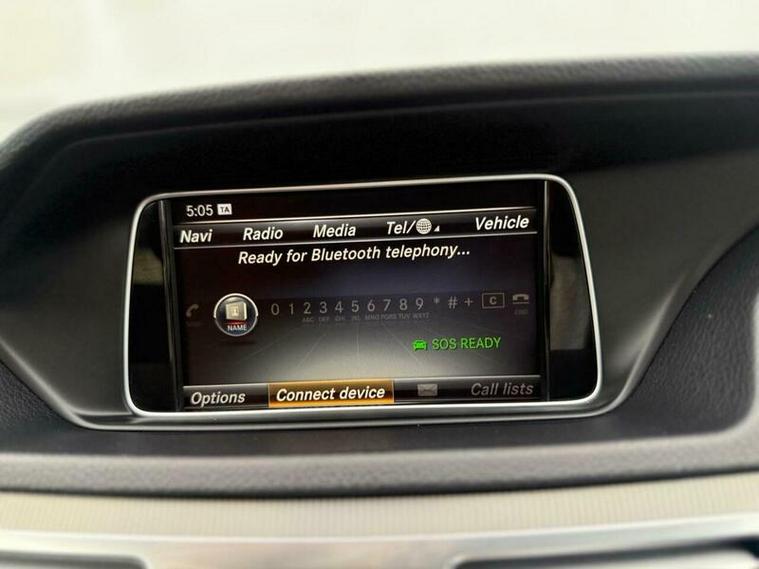 5:05 TA
Navi Radio Media Tel/ Vehicle
Ready for Bluetooth telephony...
NAME 0 1 2 3 4 5 6 7 8 9 * # + C
ABC DEF GHI JKL MNO PQRS TUV WXYZ END
SOS READY
Options Connect device Call lists